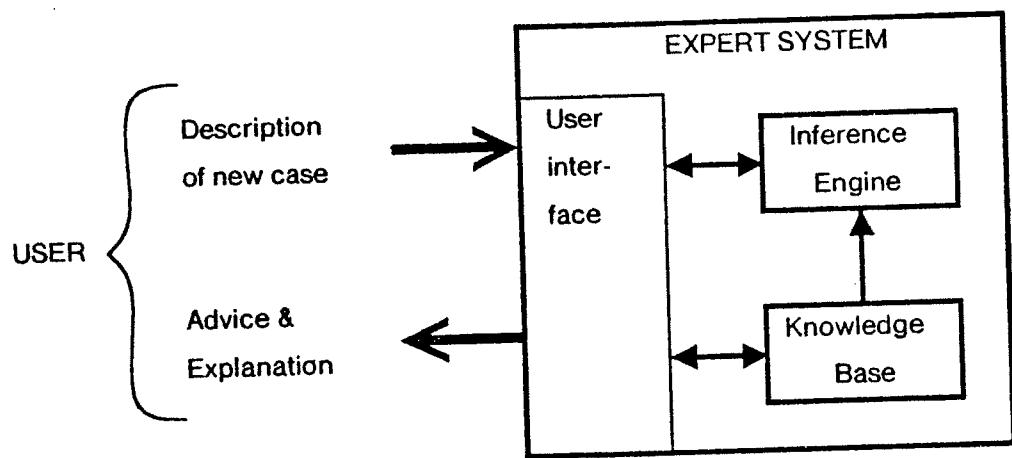 EXPERT SYSTEM
USER
Description
of new case
Advice &
Explanation
User
inter-
face
Inference
Engine
Knowledge
Base